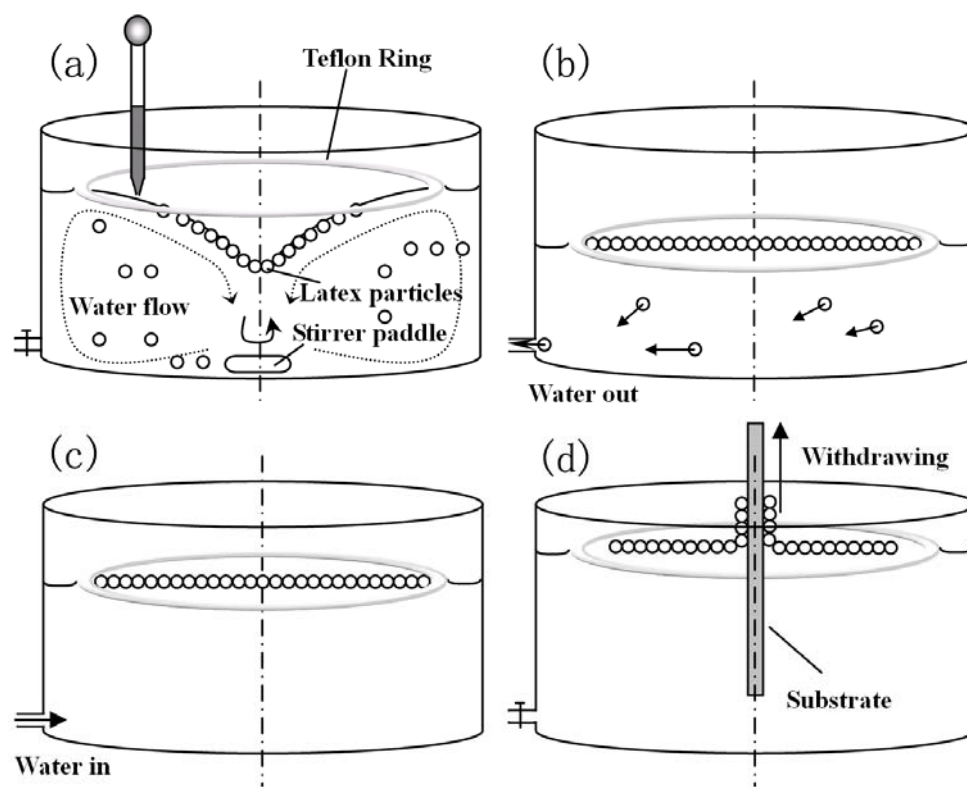 (a)
Teflon Ring
(b)
Latex particles
Water flow
Stirrer paddle
Water out
(c)
(d)
Withdrawing
Substrate
Water in